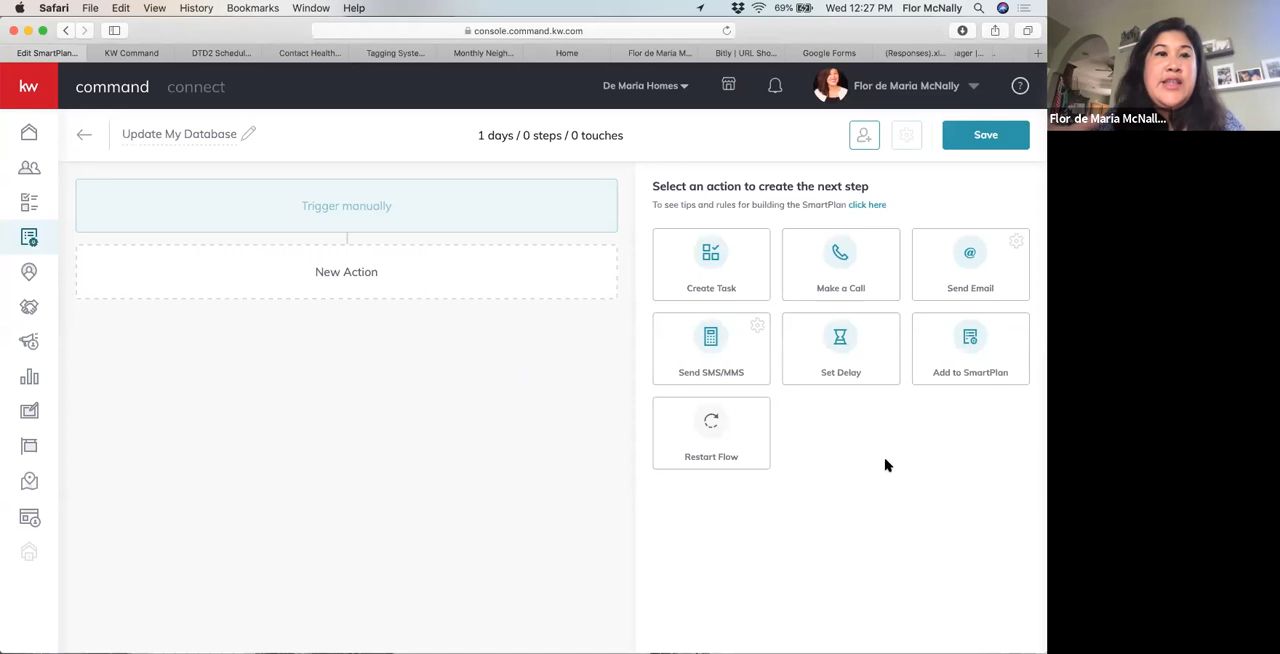 Safari File Edit View History Bookmarks Window Help 69% Wed 12:27 PM Flor McNally
console.command.kw.com
Edit SmartPlan... KW Command DTD2 Schedul... Contact Health... Tagging Syste... Monthly Neigh... Home Flor de Maria M... Bitly | URL Sho... Google Forms (Responses).xl... ager |... +
kw command connect De Maria Homes Flor de Maria McNally ?
Flor de Maria McNall...
Update My Database 1 days / 0 steps / 0 touches Save
Trigger manually
New Action
Select an action to create the next step
To see tips and rules for building the SmartPlan click here
Create Task Make a Call @ Send Email
Send SMS/MMS Set Delay Add to SmartPlan
Restart Flow